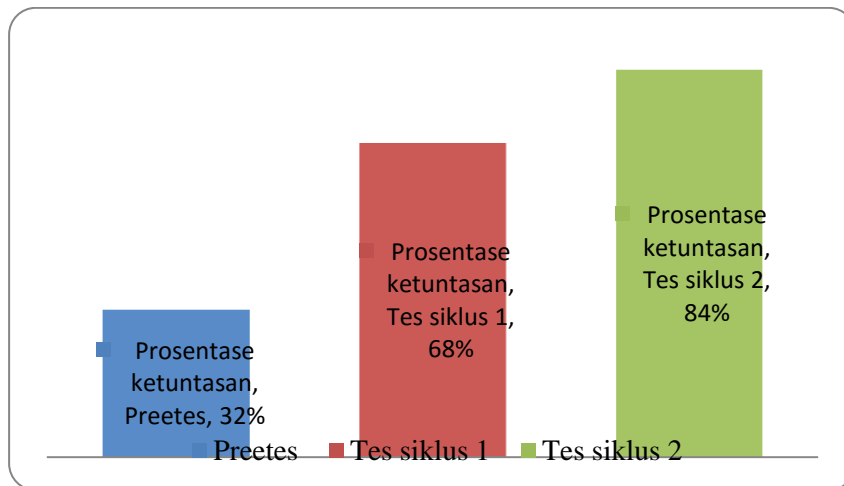 Prosentase
ketuntasan,
Preetes, 32%
Prosentase
ketuntasan,
Tes siklus 1,
68%
Prosentase
ketuntasan,
Tes siklus 2,
84%
Preetes Tes siklus 1 Tes siklus 2